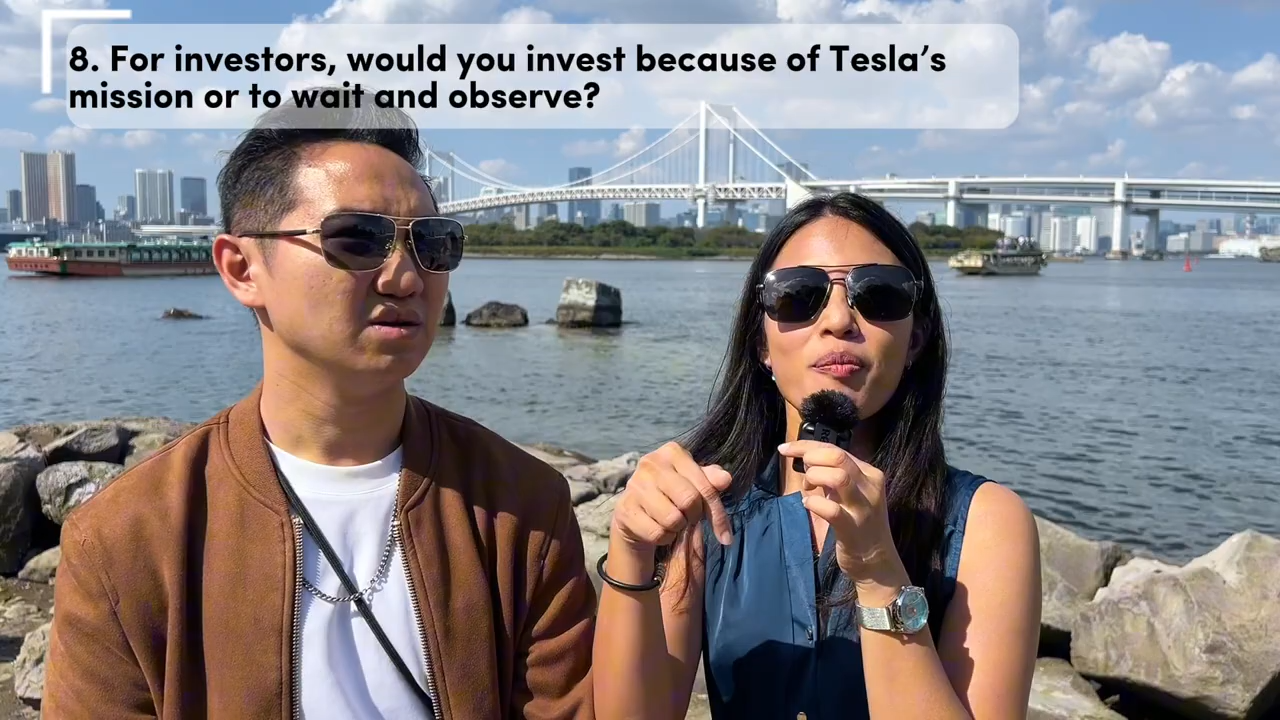 8. For investors, would you invest because of Tesla's
mission or to wait and observe?